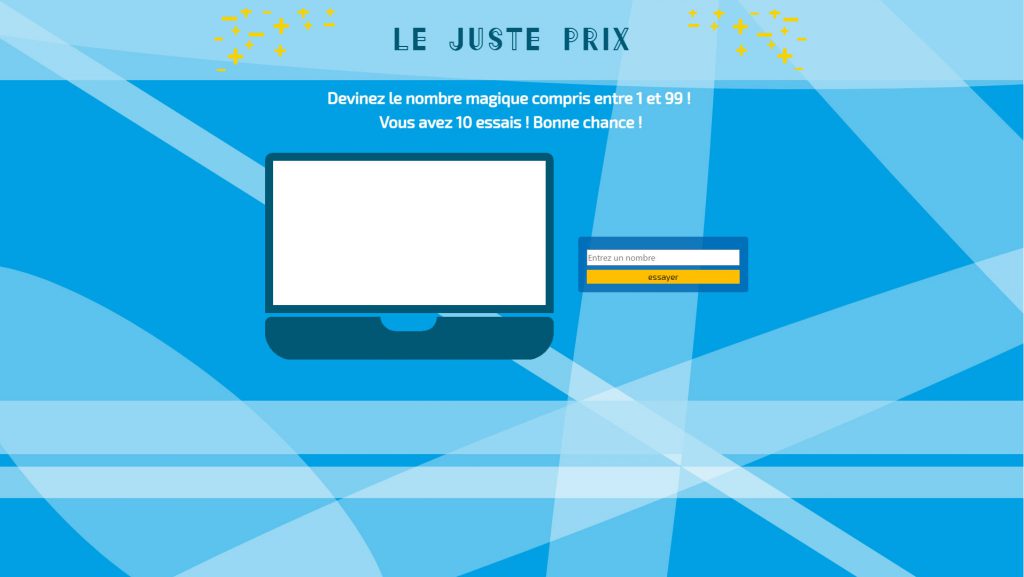 LE JUSTE PRIX
Devinez le nombre magique compris entre 1 et 99 !
Vous avez 10 essais ! Bonne chance !
Entrez un nombre
essayer